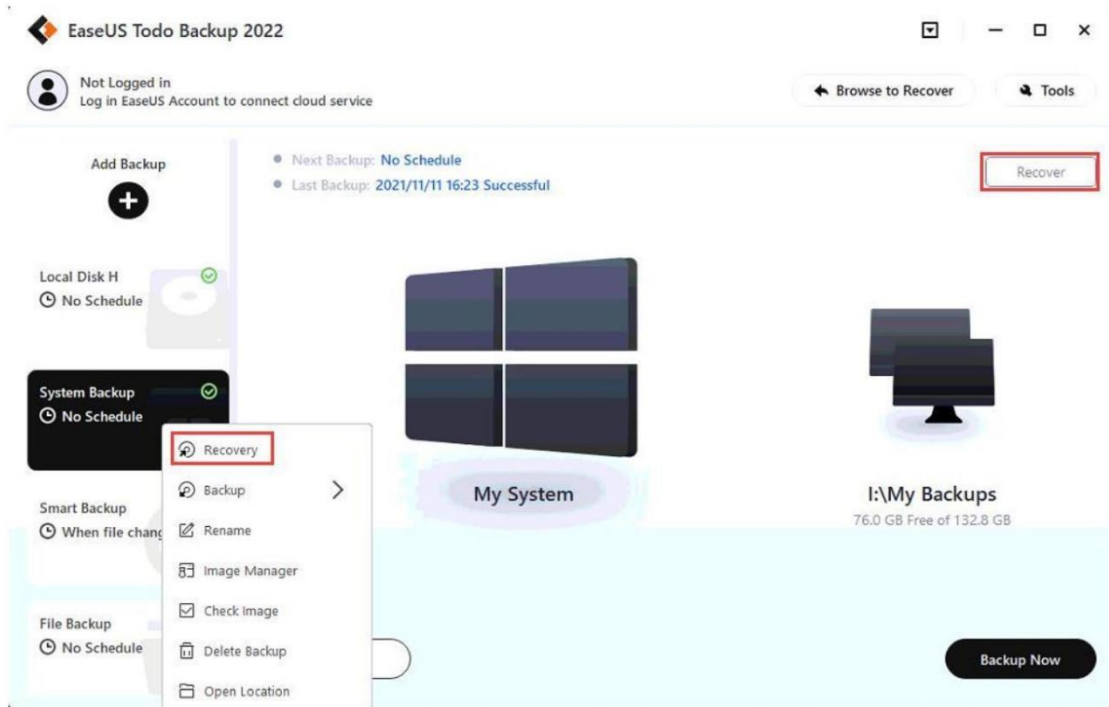 EaseUS Todo Backup 2022
Not Logged in
Log in EaseUS Account to connect cloud service
Browse to Recover
Tools
Add Backup
Next Backup: No Schedule
Last Backup: 2021/11/11 16:23 Successful
Recover
Local Disk H
No Schedule
System Backup
No Schedule
Recovery
Backup
Rename
Image Manager
Check Image
Delete Backup
Open Location
Smart Backup
When file chang
File Backup
No Schedule
My System
I:\My Backups
76.0 GB Free of 132.8 GB
Backup Now